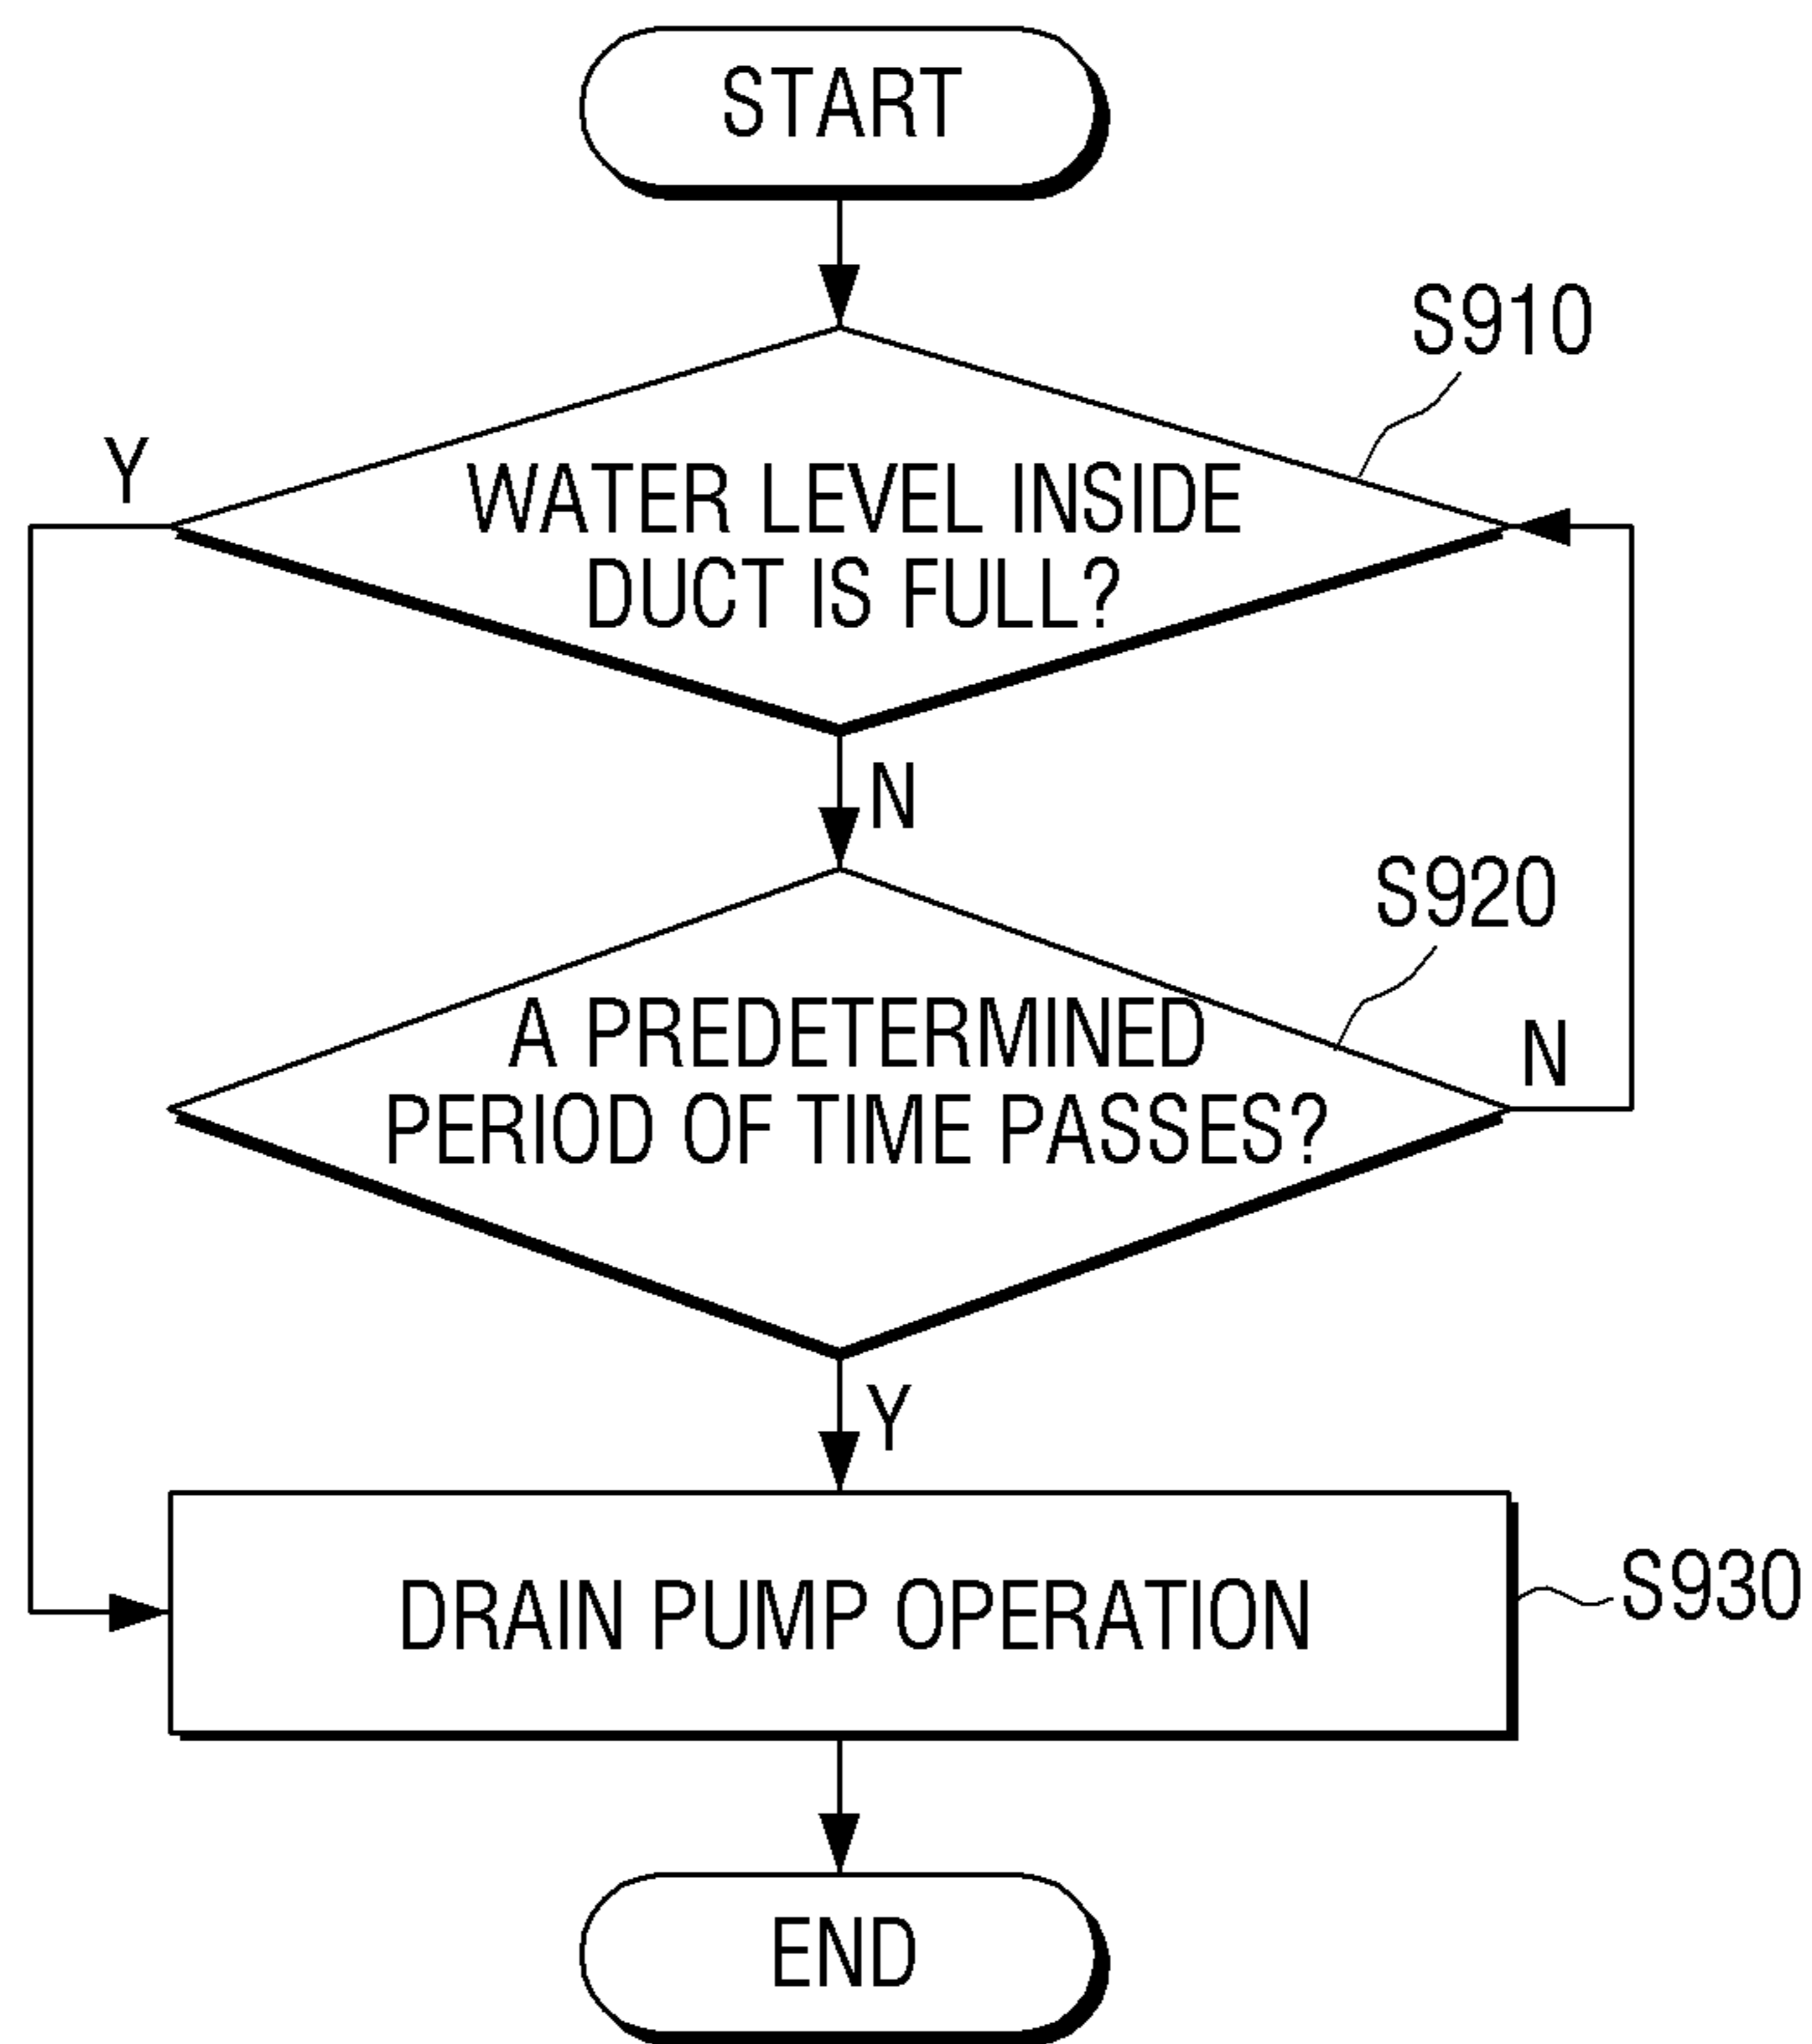 START
S910
Y
WATER LEVEL INSIDE
DUCT IS FULL?
N
S920
A PREDETERMINED
N
PERIOD OF TIME PASSES?
Y
DRAIN PUMP OPERATION
S930
END